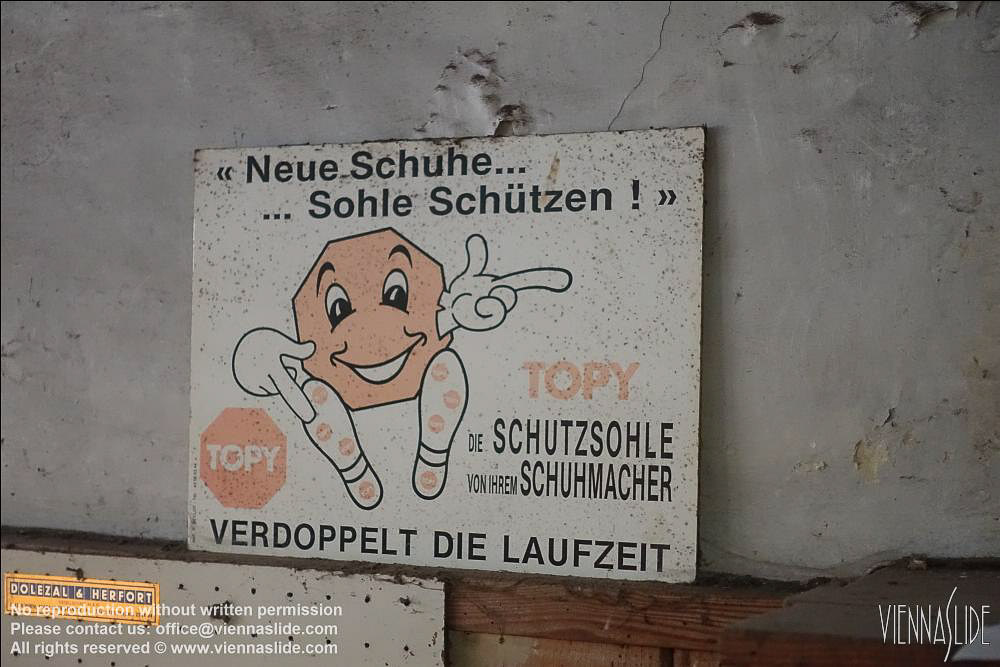 « Neue Schuhe...
... Sohle Schützen ! »
TOPY
DIE SCHUTZSOHLE
VON IHREM SCHUHMACHER
TOPY
VERDOPPELT DIE LAUFZEIT
DOLEZAL & HERFORT
No reproduction without written permission
Please contact us: office@viennaslide.com
All rights reserved © www.viennaslide.com
VIENNASLIDE